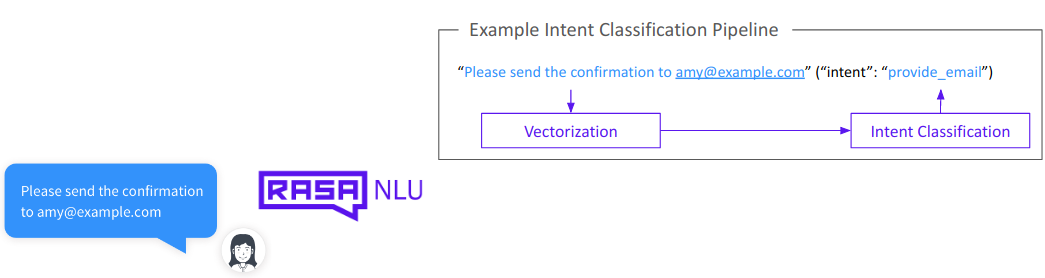 Example Intent Classification Pipeline
“Please send the confirmation to amy@example.com” (“intent”: “provide_email”)
Vectorization
Intent Classification
Please send the confirmation
to amy@example.com
RASA NLU